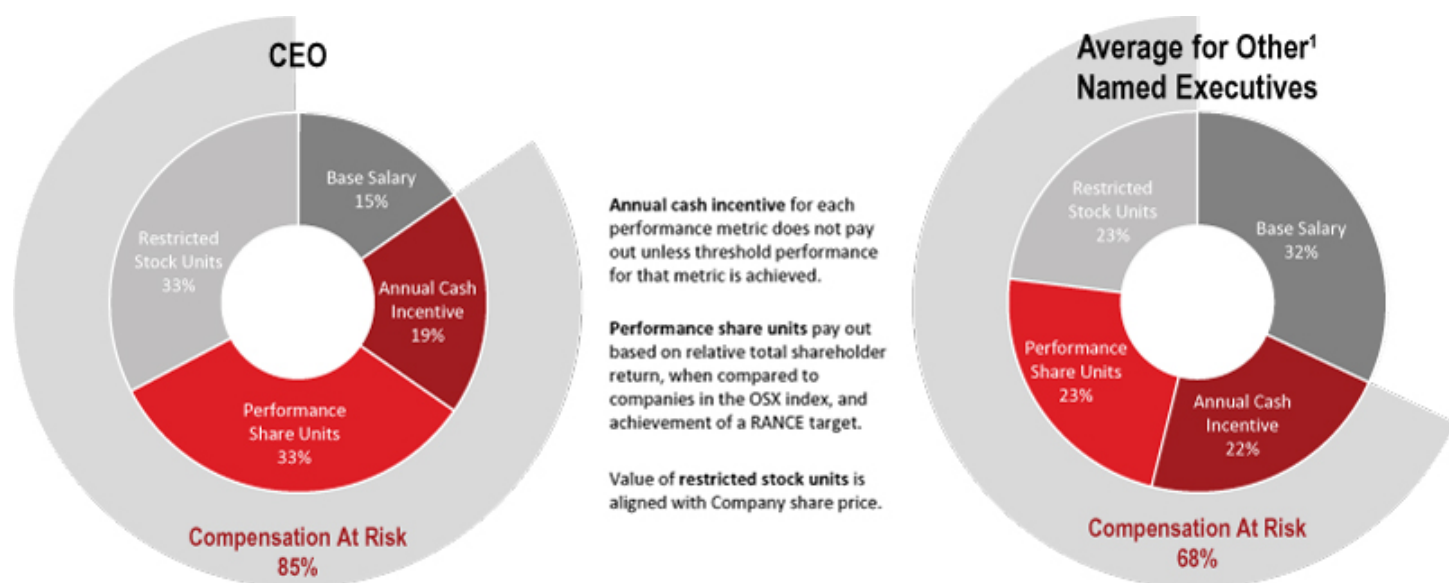 CEO
Base Salary
15%
Annual Cash
Incentive
19%
Performance
Share Units
33%
Restricted
Stock Units
33%
Compensation At Risk
85%
Annual cash incentive for each
performance metric does not pay
out unless threshold performance
for that metric is achieved.
Performance share units pay out
based on relative total shareholder
return, when compared to
companies in the OSX index, and
achievement of a RANCE target.
Value of restricted stock units is
aligned with Company share price.
Average for Other¹
Named Executives
Base Salary
32%
Annual Cash
Incentive
22%
Performance
Share Units
23%
Restricted
Stock Units
23%
Compensation At Risk
68%